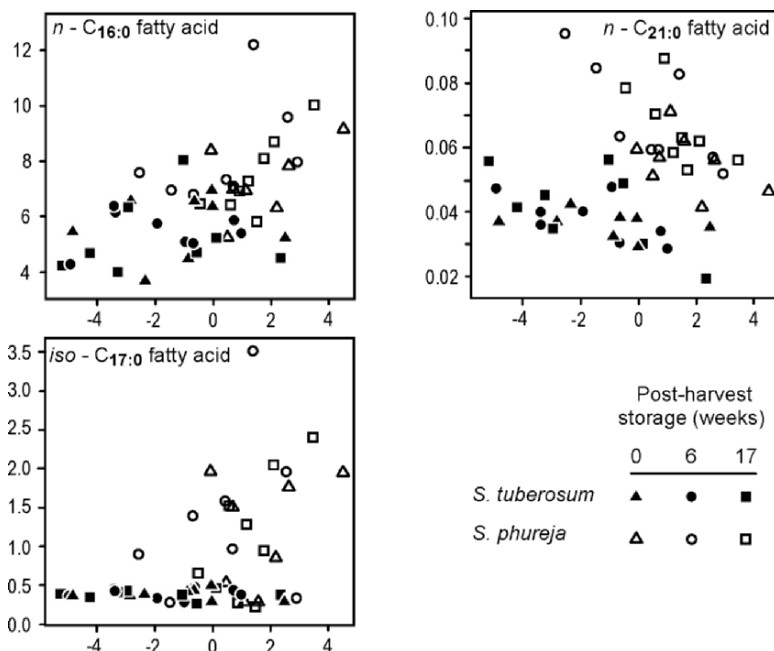 n - C16:0 fatty acid
12
10
8
6
4
-4 -2 0 2 4
n - C21:0 fatty acid
0.10
0.08
0.06
0.04
0.02
-4 -2 0 2 4
iso - C17:0 fatty acid
3.5
3.0
2.5
2.0
1.5
1.0
0.5
0.0
-4 -2 0 2 4
Post-harvest
storage (weeks)
0 6 17
S. tuberosum
S. phureja